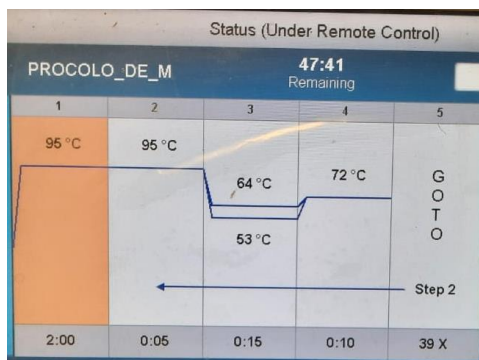 Status (Under Remote Control)
PROCOLO_DE_M
47:41
Remaining
1 2 3 4 5
95 °C 95 °C 64 °C 72 °C
53 °C
G
O
T
O
Step 2
2:00 0:05 0:15 0:10 39 X